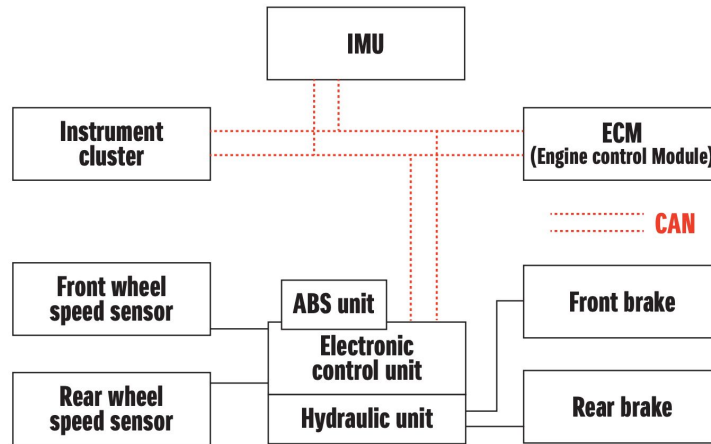 IMU
Instrument
cluster
ECM
(Engine control Module)
CAN
Front wheel
speed sensor
ABS unit
Front brake
Electronic
control unit
Rear wheel
speed sensor
Hydraulic unit
Rear brake